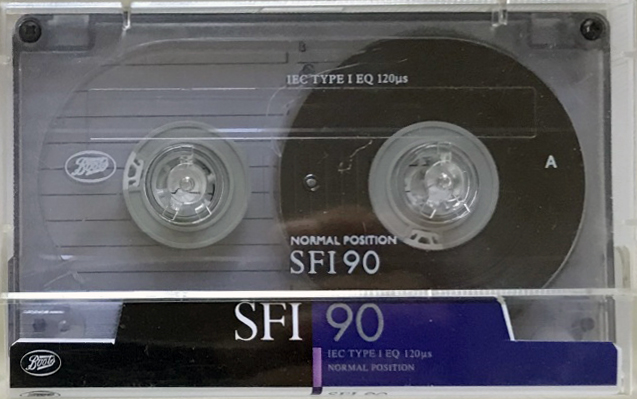 B
IEC TYPE I EQ 120µs
Boots
A
NORMAL POSITION
SFI 90
SFI 90
Boots
IEC TYPE I EQ 120µs
NORMAL POSITION